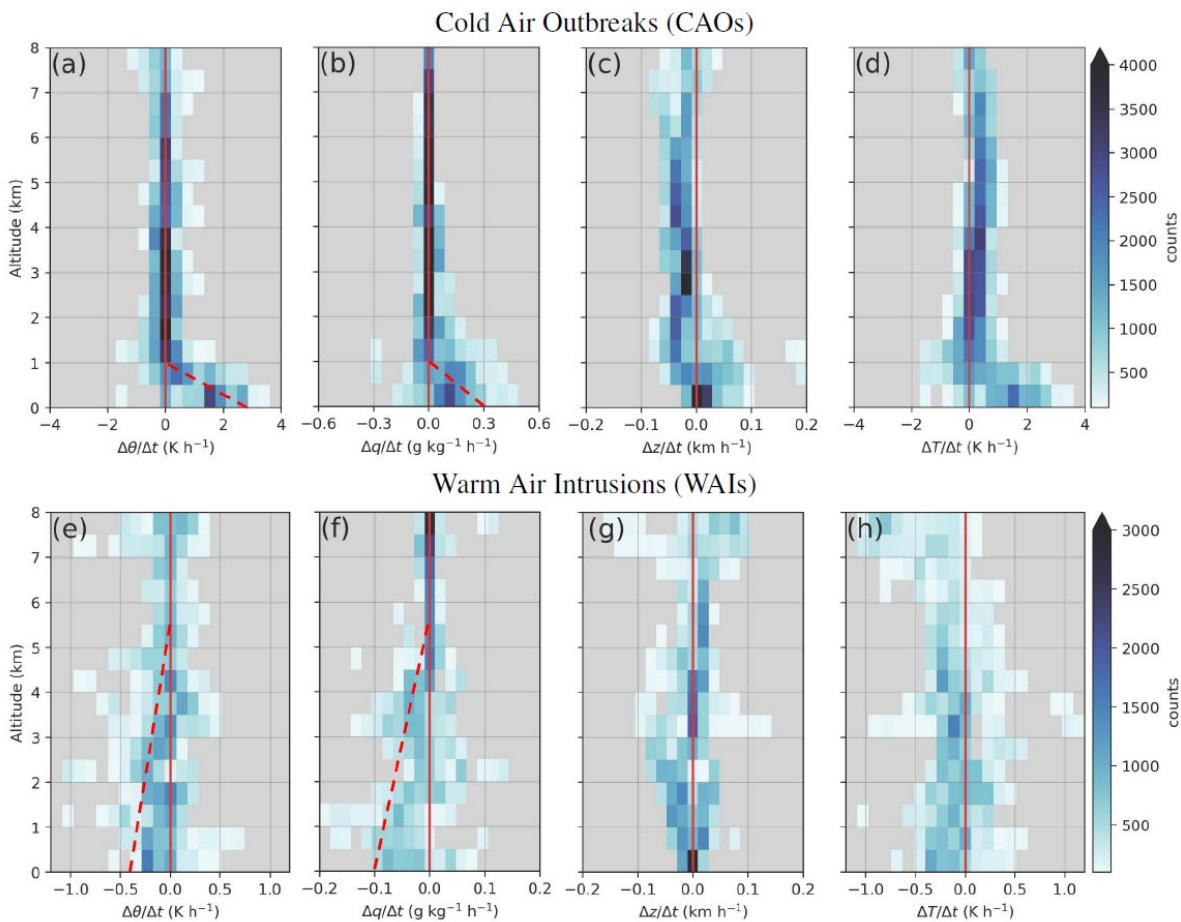 Cold Air Outbreaks (CAOs)
(a) (b) (c) (d)
8
7
6
5
4
3
2
1
0
Altitude (km)
−4 −2 0 2 4
Δθ/Δt (K h⁻¹)
−0.6 −0.3 0.0 0.3 0.6
Δq/Δt (g kg⁻¹ h⁻¹)
−0.2 −0.1 0.0 0.1 0.2
Δz/Δt (km h⁻¹)
−4 −2 0 2 4
ΔT/Δt (K h⁻¹)
4000
3500
3000
2500
2000
1500
1000
500
counts
Warm Air Intrusions (WAIs)
(e) (f) (g) (h)
8
7
6
5
4
3
2
1
0
Altitude (km)
−1.0 −0.5 0.0 0.5 1.0
Δθ/Δt (K h⁻¹)
−0.2 −0.1 0.0 0.1 0.2
Δq/Δt (g kg⁻¹ h⁻¹)
−0.2 −0.1 0.0 0.1 0.2
Δz/Δt (km h⁻¹)
−1.0 −0.5 0.0 0.5 1.0
ΔT/Δt (K h⁻¹)
3000
2500
2000
1500
1000
500
counts